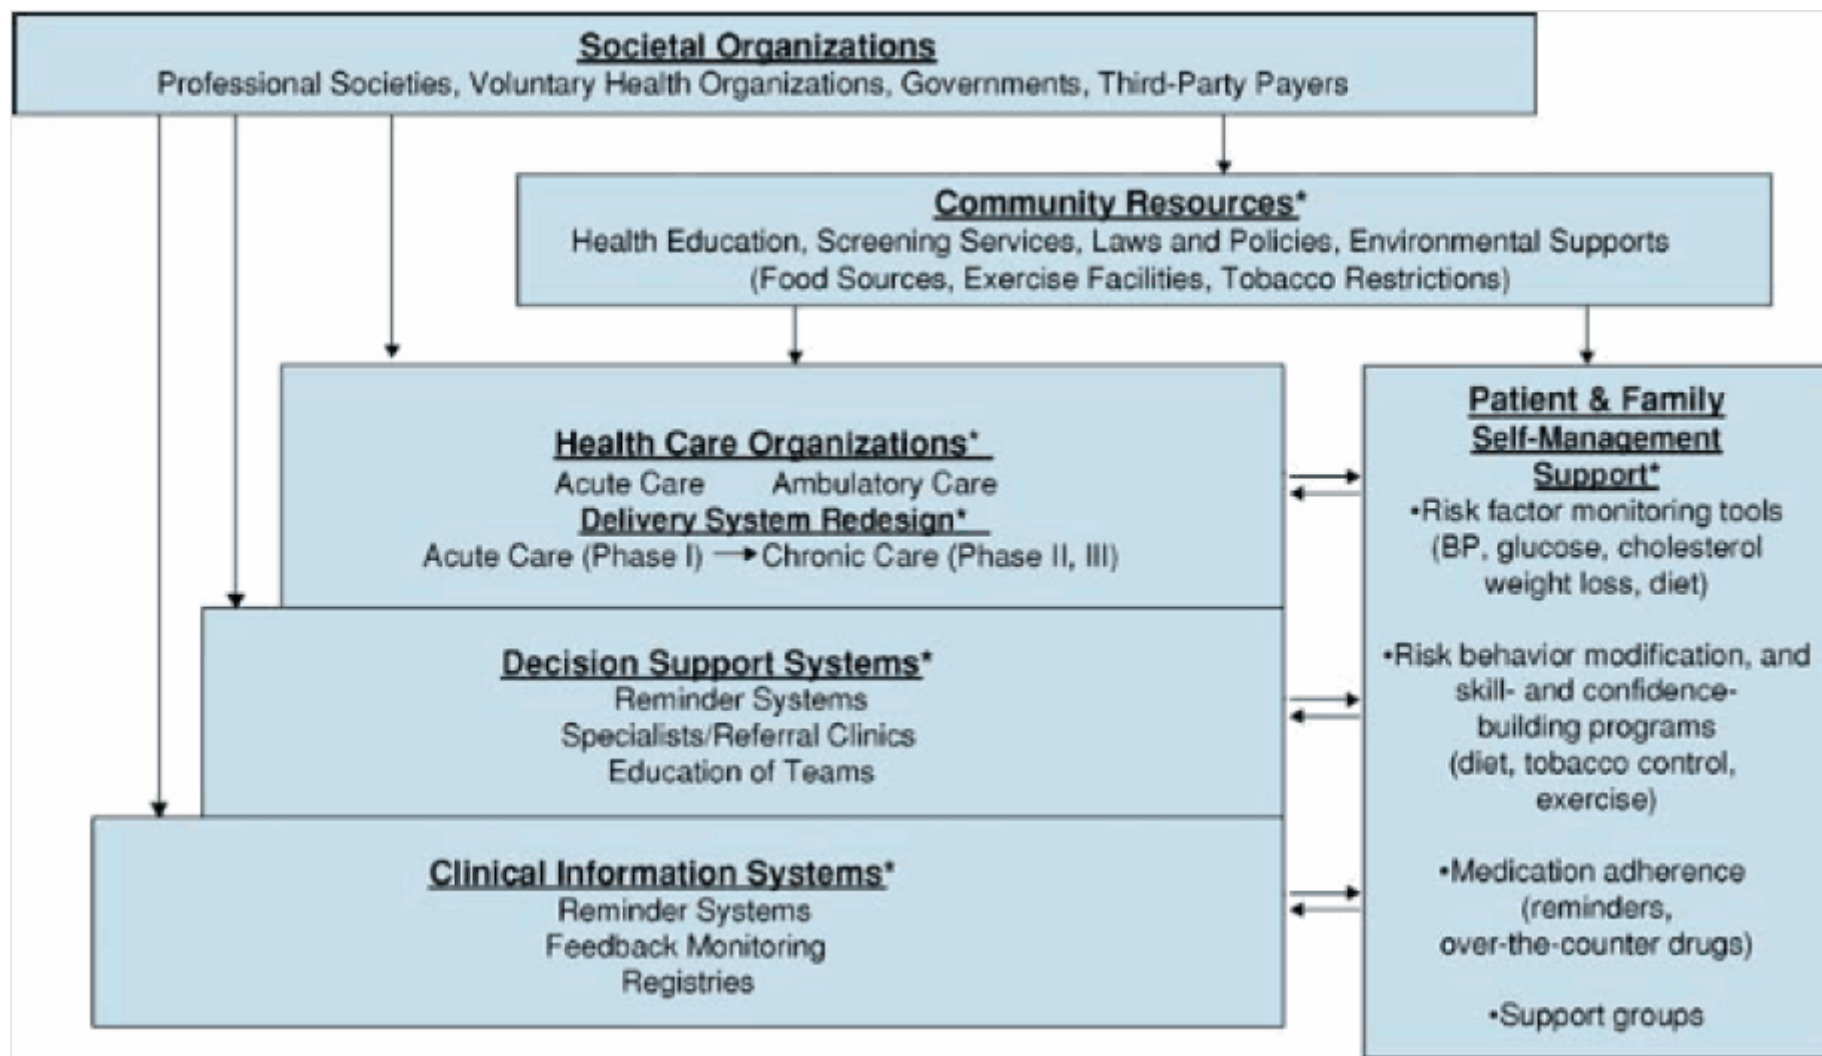 Societal Organizations
Professional Societies, Voluntary Health Organizations, Governments, Third-Party Payers
Community Resources*
Health Education, Screening Services, Laws and Policies, Environmental Supports
(Food Sources, Exercise Facilities, Tobacco Restrictions)
Health Care Organizations*
Acute Care Ambulatory Care
Delivery System Redesign*
Acute Care (Phase I) → Chronic Care (Phase II, III)
Decision Support Systems*
Reminder Systems
Specialists/Referral Clinics
Education of Teams
Clinical Information Systems*
Reminder Systems
Feedback Monitoring
Registries
Patient & Family
Self-Management
Support*
•Risk factor monitoring tools
(BP, glucose, cholesterol
weight loss, diet)
•Risk behavior modification, and
skill- and confidence-
building programs
(diet, tobacco control,
exercise)
•Medication adherence
(reminders,
over-the-counter drugs)
•Support groups